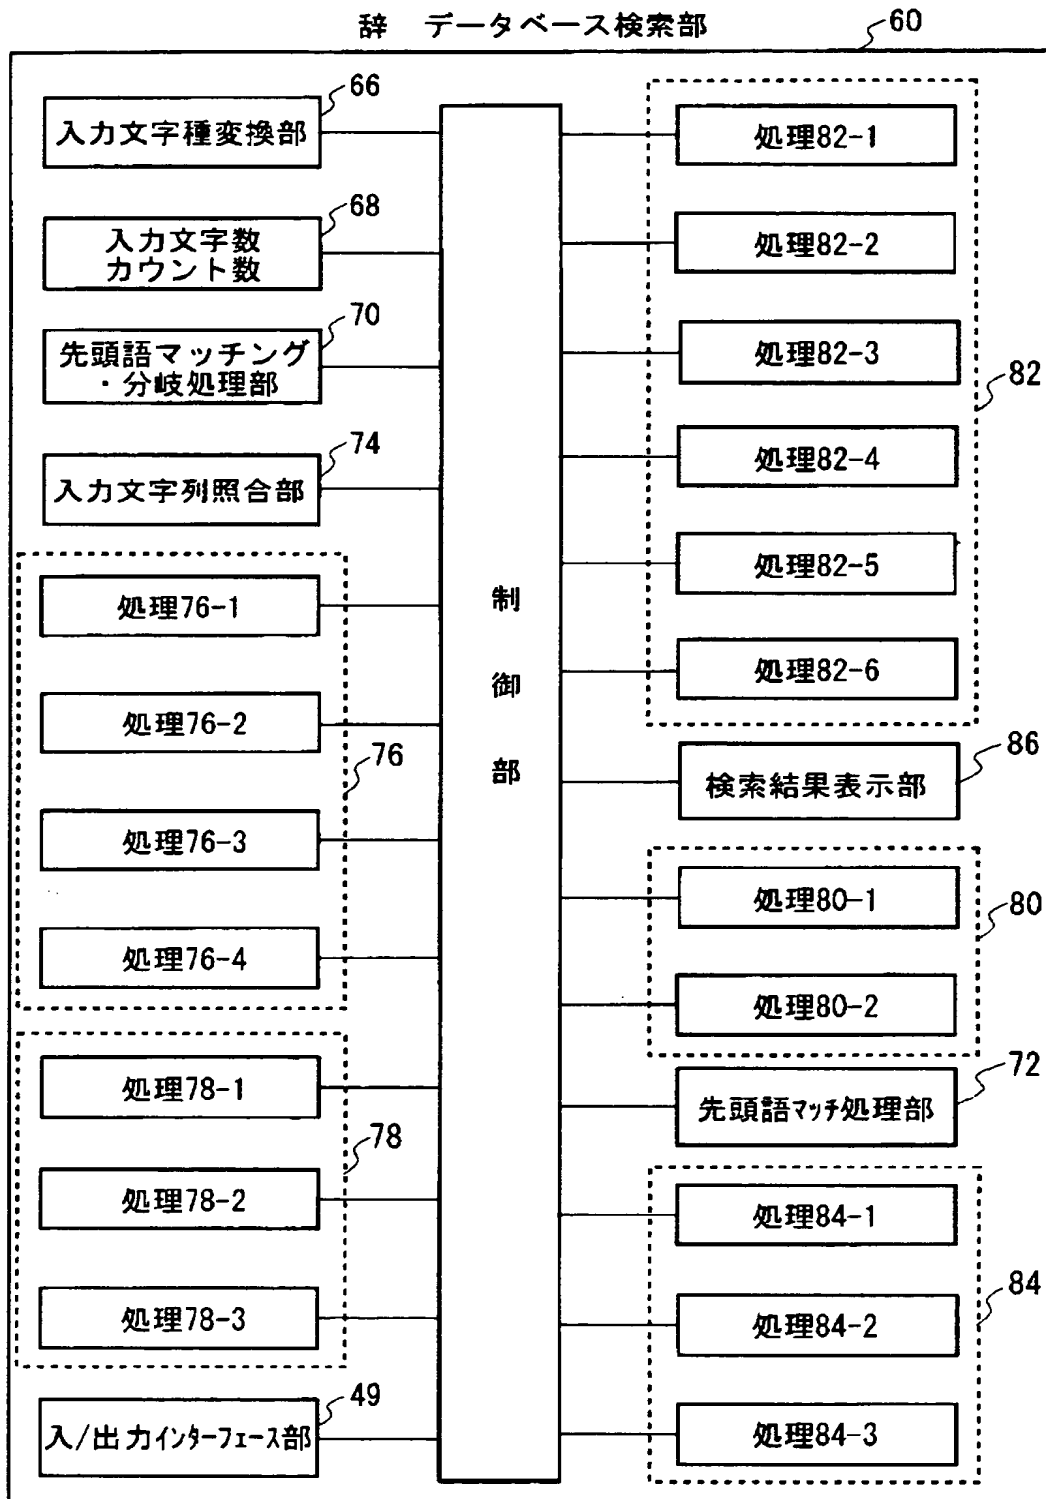 辞 データベース検索部
60
入力文字種変換部
66
入力文字数
カウント数
68
先頭語マッチング
・分岐処理部
70
入力文字列照合部
74
処理76-1
処理76-2
処理76-3
処理76-4
76
処理78-1
処理78-2
処理78-3
78
入/出力インターフェース部
49
制
御
部
処理82-1
処理82-2
処理82-3
処理82-4
処理82-5
処理82-6
82
検索結果表示部
86
処理80-1
処理80-2
80
先頭語マッチ処理部
72
処理84-1
処理84-2
処理84-3
84